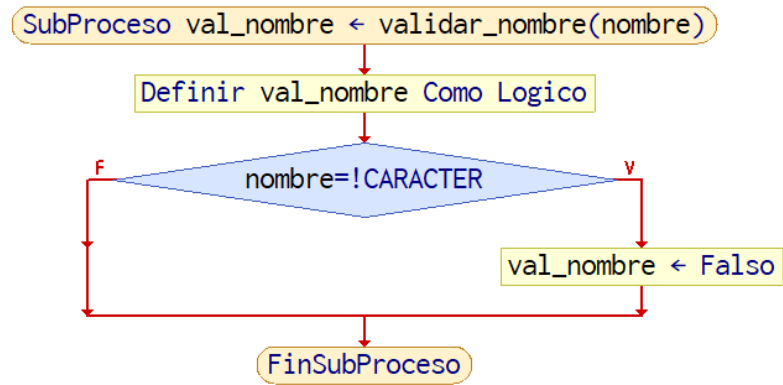 SubProceso val_nombre ← validar_nombre(nombre)
Definir val_nombre Como Logico
F
V
nombre=!CARACTER
val_nombre ← Falso
FinSubProceso